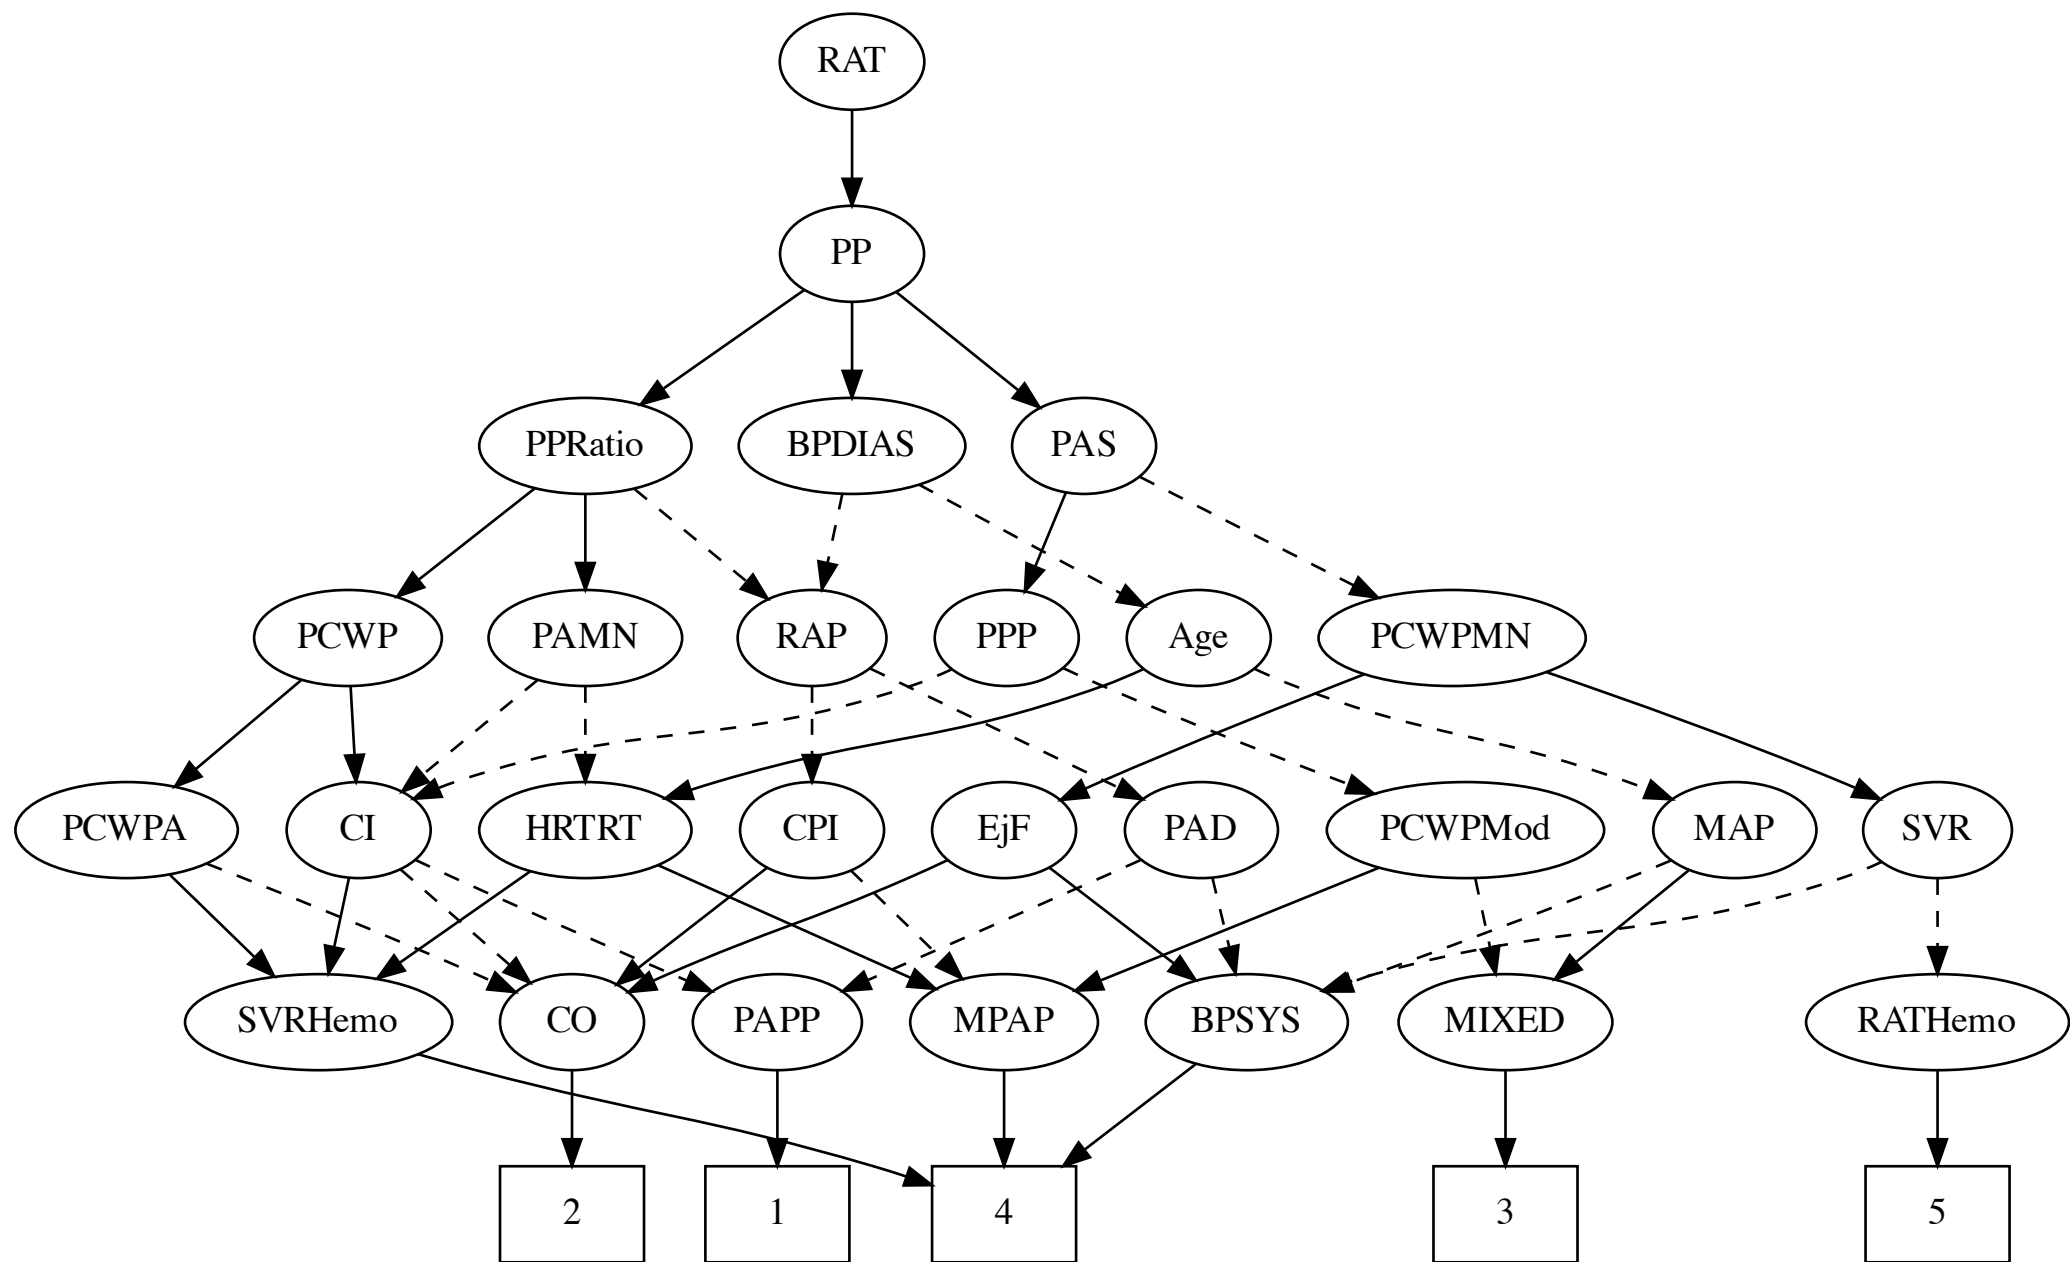 RAT
PP
PPRatio
BPDIAS
PAS
PCWP
PAMN
RAP
PPP
Age
PCWPMN
PCWPA
CI
HRTRT
CPI
EjF
PAD
PCWPMod
MAP
SVR
SVRHemo
CO
PAPP
MPAP
BPSYS
MIXED
RATHemo
2
1
4
3
5